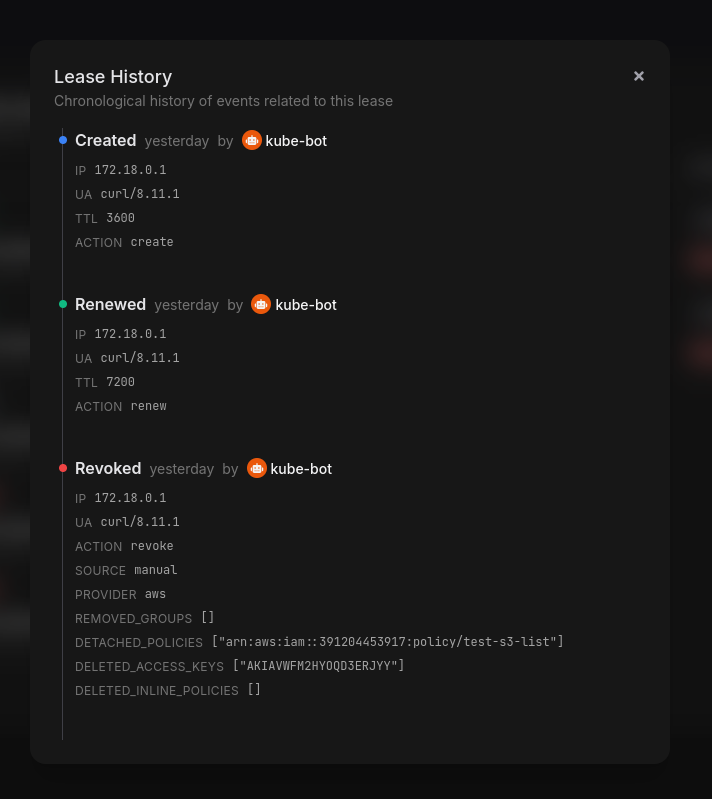 Lease History
×
Chronological history of events related to this lease
Created yesterday by kube-bot
IP 172.18.0.1
UA curl/8.11.1
TTL 3600
ACTION create
Renewed yesterday by kube-bot
IP 172.18.0.1
UA curl/8.11.1
TTL 7200
ACTION renew
Revoked yesterday by kube-bot
IP 172.18.0.1
UA curl/8.11.1
ACTION revoke
SOURCE manual
PROVIDER aws
REMOVED_GROUPS []
DETACHED_POLICIES ["arn:aws:iam::391204453917:policy/test-s3-list"]
DELETED_ACCESS_KEYS ["AKIAVWFM2HYOQD3ERJYY"]
DELETED_INLINE_POLICIES []